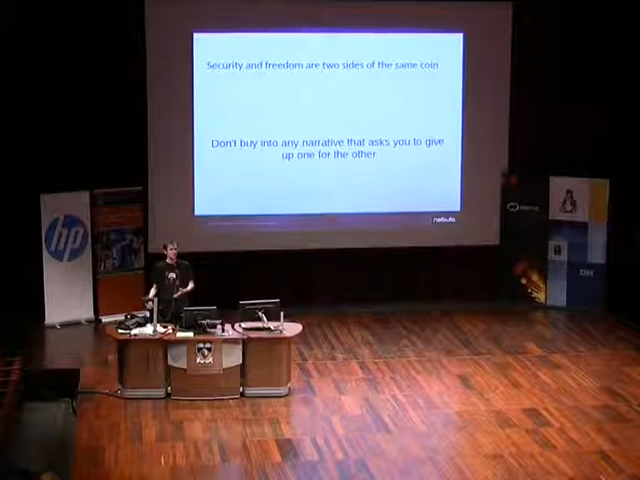 Security and freedom are two sides of the same coin
Don't buy into any narrative that asks you to give
up one for the other
nebula
hp